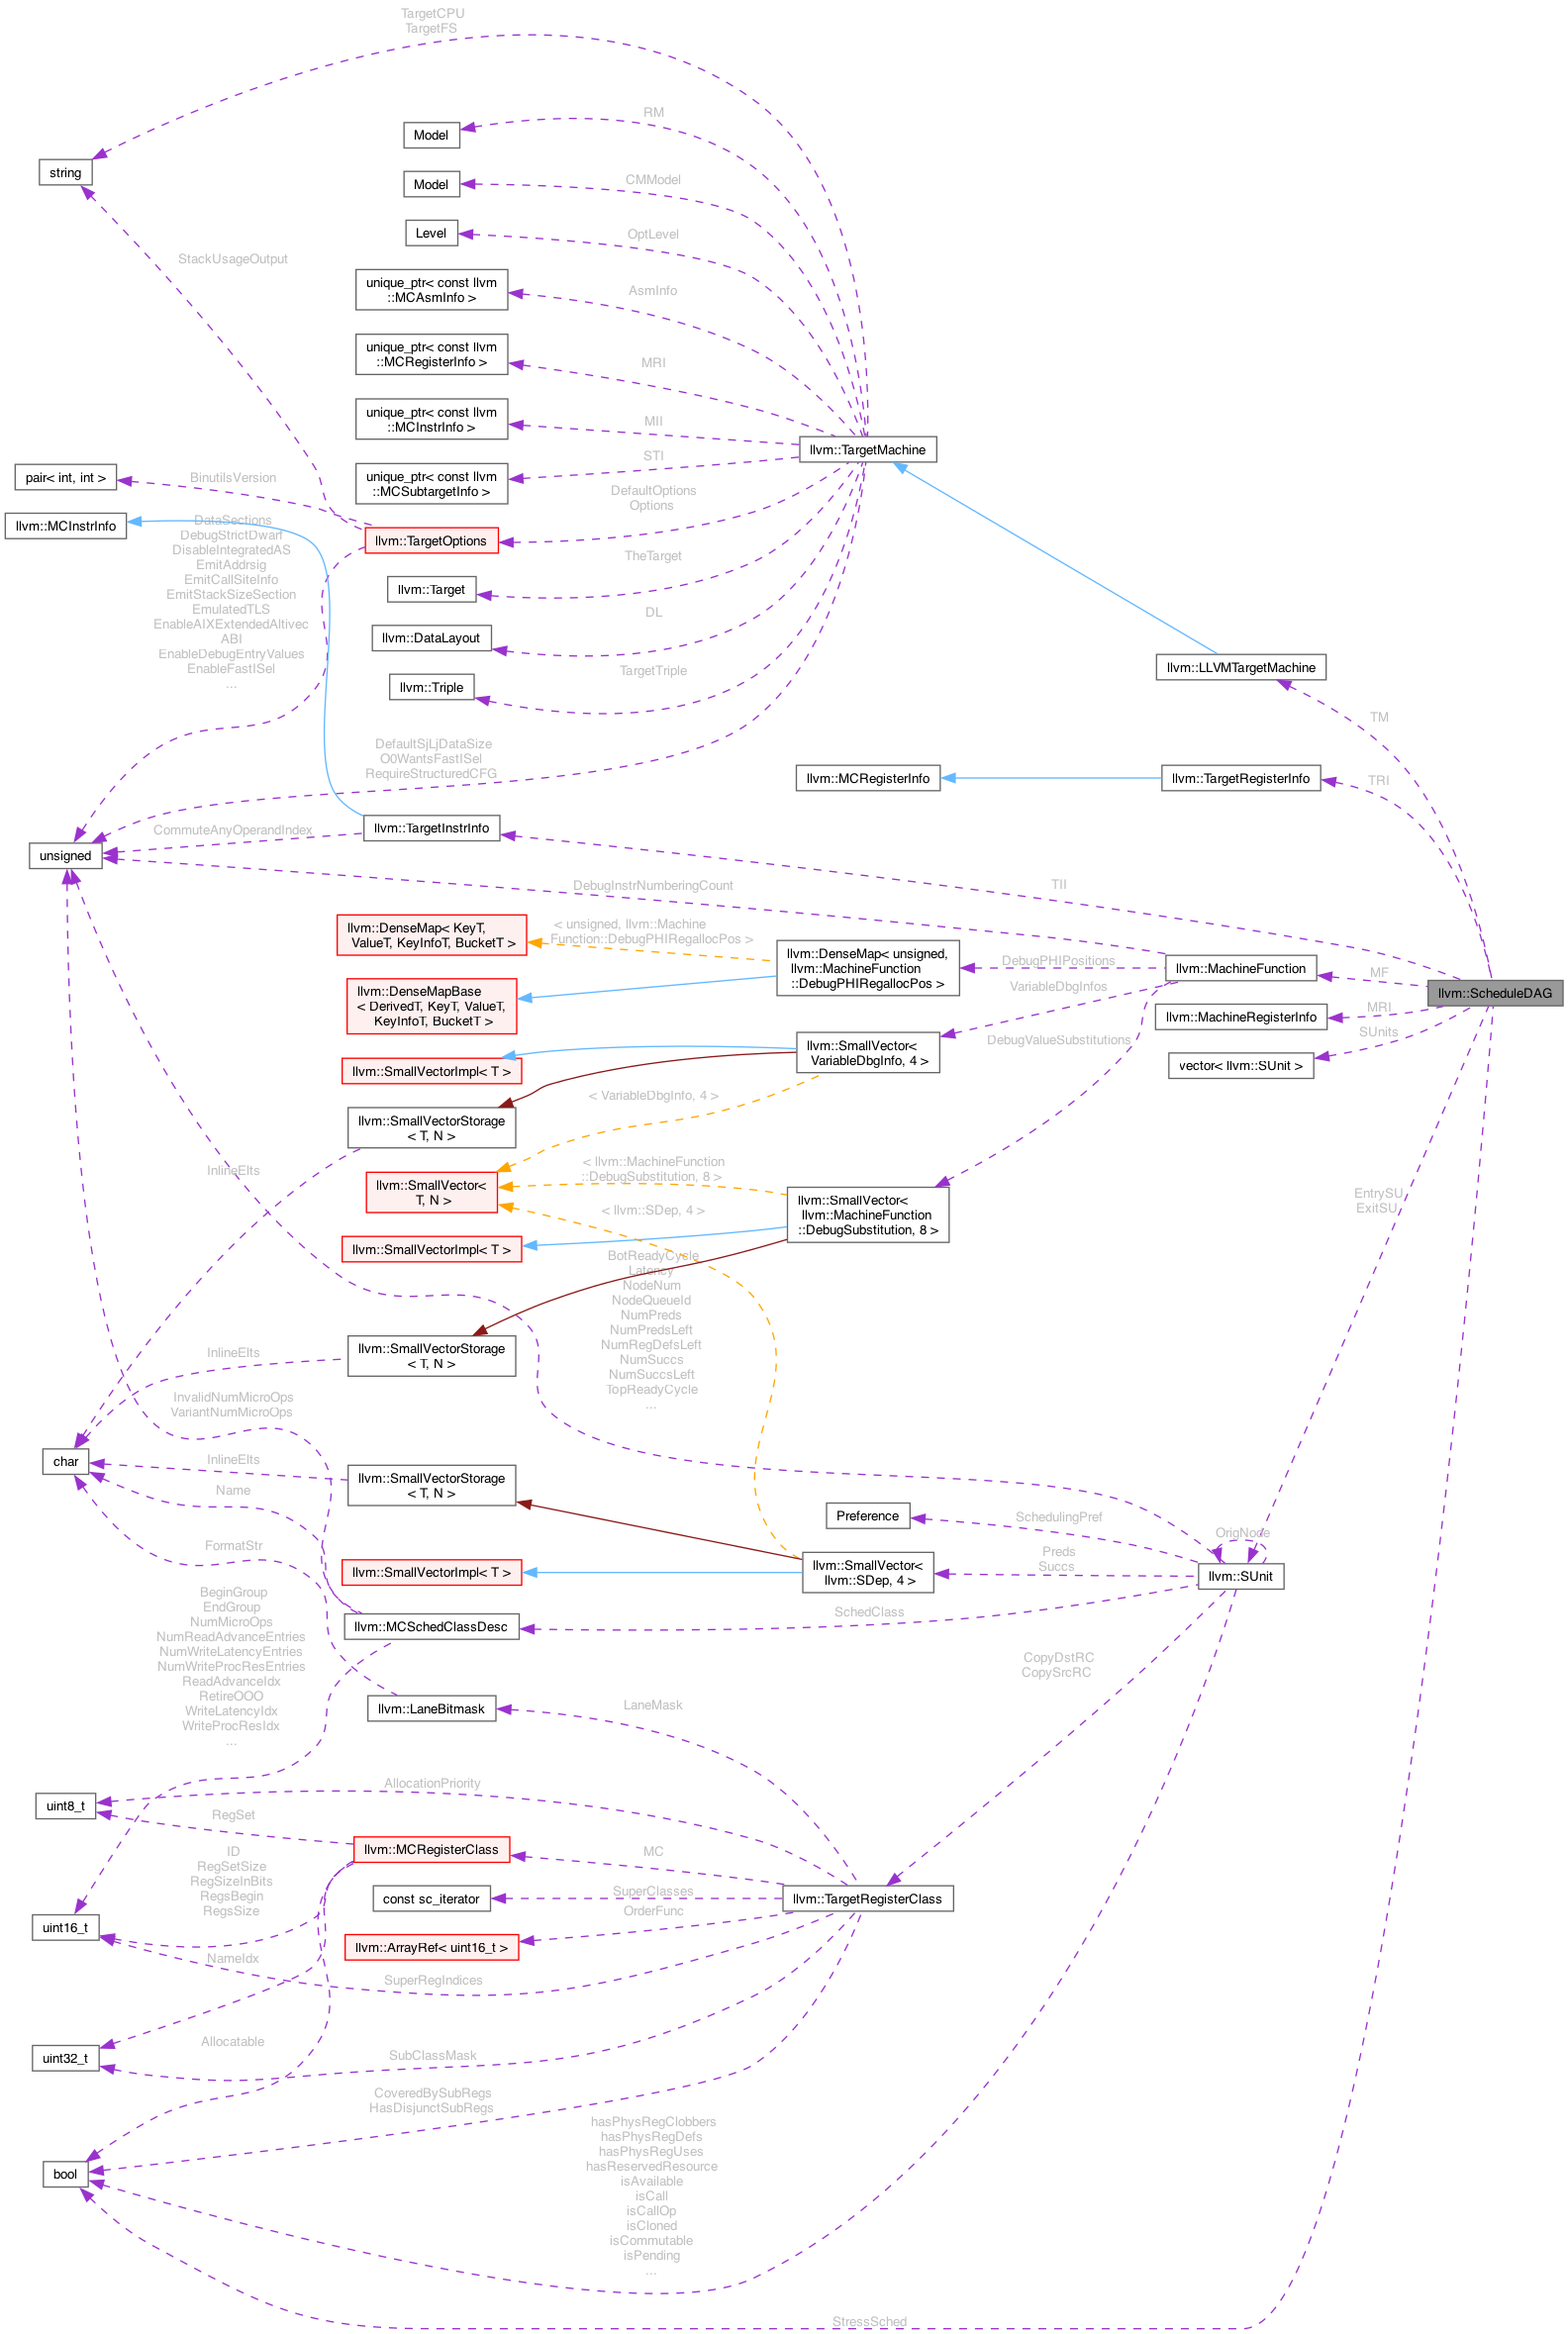 TargetCPU
TargetFS
RM
Model
string
CMModel
Model
OptLevel
Level
StackUsageOutput
AsmInfo
unique_ptr< const llvm
::MCAsmInfo >
MRI
unique_ptr< const llvm
::MCRegisterInfo >
MII
unique_ptr< const llvm
::MCInstrInfo >
llvm::TargetMachine
STI
unique_ptr< const llvm
::MCSubtargetInfo >
pair< int, int >
BinutilsVersion
DefaultOptions
Options
llvm::MCInstrInfo
llvm::TargetOptions
DataSections
DebugStrictDwarf
DisableIntegratedAS
EmitAddrsig
EmitCallSiteInfo
EmitStackSizeSection
EmulatedTLS
EnableAIXExtendedAltivec
ABI
EnableDebugEntryValues
EnableFastISel
...
TheTarget
llvm::Target
DL
llvm::DataLayout
TargetTriple
llvm::Triple
llvm::LLVMTargetMachine
TM
DefaultSjLjDataSize
O0WantsFastISel
RequireStructuredCFG
llvm::MCRegisterInfo
llvm::TargetRegisterInfo
TRI
CommuteAnyOperandIndex
llvm::TargetInstrInfo
unsigned
DebugInstrNumberingCount
TII
llvm::DenseMap< KeyT,
ValueT, KeyInfoT, BucketT >
< unsigned, llvm::Machine
Function::DebugPHIRegallocPos >
llvm::DenseMap< unsigned,
llvm::MachineFunction
::DebugPHIRegallocPos >
DebugPHIPositions
llvm::MachineFunction
MF
llvm::ScheduleDAG
llvm::DenseMapBase
< DerivedT, KeyT, ValueT,
KeyInfoT, BucketT >
VariableDbgInfos
llvm::MachineRegisterInfo
MRI
llvm::SmallVector<
VariableDbgInfo, 4 >
DebugValueSubstitutions
SUnits
vector< llvm::SUnit >
llvm::SmallVectorImpl< T >
< VariableDbgInfo, 4 >
llvm::SmallVectorStorage
< T, N >
InlineElts
llvm::SmallVector<
T, N >
< llvm::MachineFunction
::DebugSubstitution, 8 >
< llvm::SDep, 4 >
llvm::SmallVector<
llvm::MachineFunction
::DebugSubstitution, 8 >
EntrySU
ExitSU
llvm::SmallVectorImpl< T >
BotReadyCycle
Latency
NodeNum
NodeQueueId
NumPreds
NumPredsLeft
NumRegDefsLeft
NumSuccs
NumSuccsLeft
TopReadyCycle
...
InlineElts
llvm::SmallVectorStorage
< T, N >
InvalidNumMicroOps
VariantNumMicroOps
char
InlineElts
llvm::SmallVectorStorage
< T, N >
Name
Preference
SchedulingPref
OrigNode
FormatStr
llvm::SmallVectorImpl< T >
llvm::SmallVector<
llvm::SDep, 4 >
Preds
Succs
llvm::SUnit
BeginGroup
EndGroup
NumMicroOps
NumReadAdvanceEntries
NumWriteLatencyEntries
NumWriteProcResEntries
ReadAdvanceIdx
RetireOOO
WriteLatencyIdx
WriteProcResIdx
...
llvm::MCSchedClassDesc
SchedClass
CopyDstRC
CopySrcRC
llvm::LaneBitmask
LaneMask
uint8_t
AllocationPriority
RegSet
llvm::MCRegisterClass
MC
ID
RegSetSize
RegSizeInBits
RegsBegin
RegsSize
const sc_iterator
SuperClasses
llvm::TargetRegisterClass
OrderFunc
uint16_t
llvm::ArrayRef< uint16_t >
NameIdx
SuperRegIndices
uint32_t
Allocatable
SubClassMask
CoveredBySubRegs
HasDisjunctSubRegs
bool
hasPhysRegClobbers
hasPhysRegDefs
hasPhysRegUses
hasReservedResource
isAvailable
isCall
isCallOp
isCloned
isCommutable
isPending
...
StressSched